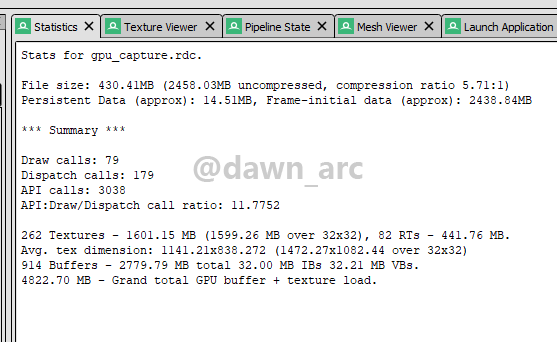 Statistics
Texture Viewer
Pipeline State
Mesh Viewer
Launch Application
Stats for gpu_capture.rdc.
File size: 430.41MB (2458.03MB uncompressed, compression ratio 5.71:1)
Persistent Data (approx): 14.51MB, Frame-initial data (approx): 2438.84MB
*** Summary ***
Draw calls: 79
Dispatch calls: 179
API calls: 3038
API:Draw/Dispatch call ratio: 11.7752
@dawn_arc
262 Textures - 1601.15 MB (1599.26 MB over 32x32), 82 RTs - 441.76 MB.
Avg. tex dimension: 1141.21x838.272 (1472.27x1082.44 over 32x32)
914 Buffers - 2779.79 MB total 32.00 MB IBs 32.21 MB VBs.
4822.70 MB - Grand total GPU buffer + texture load.